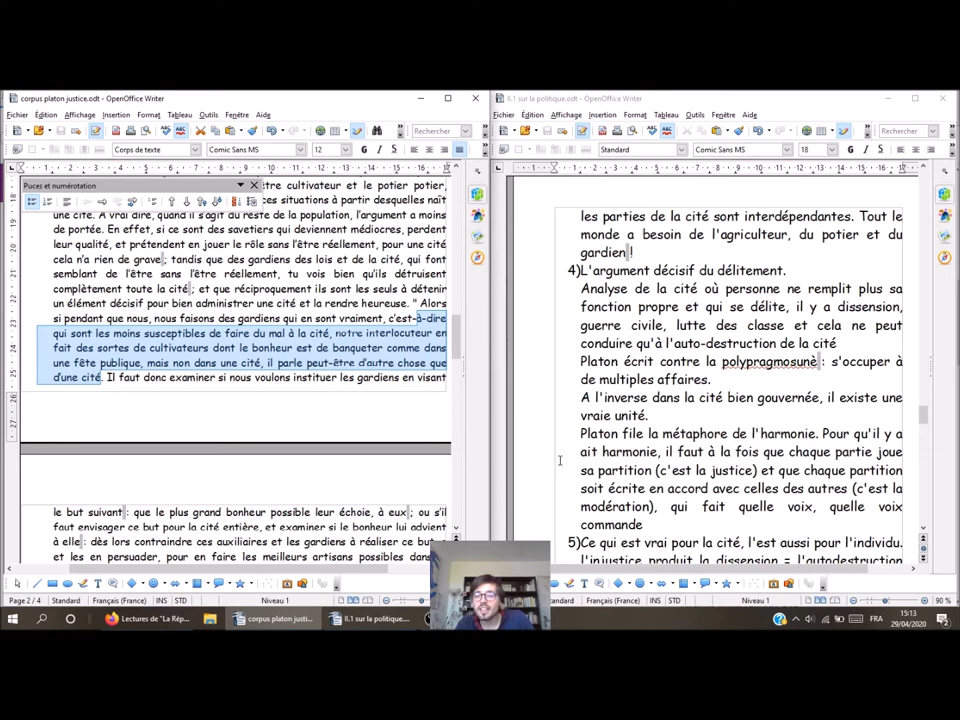 corpus platon justice.odt - OpenOffice Writer
Fichier Édition Affichage Insertion Format Tableau Outils Fenêtre Aide
Rechercher
Corps de texte Comic Sans MS 12 G I S
Puces et numérotation
tre cultivateur et le potier potier,
ces situations à partir desquelles naît
une cité. A vrai dire, quand il s'agit du reste de la population, l'argument a moins
de portée. En effet, si ce sont des savetiers qui deviennent médiocres, perdent
leur qualité, et prétendent en jouer le rôle sans l'être réellement, pour une cité
cela n'a rien de grave ; tandis que des gardiens des lois et de la cité, qui font
semblant de l'être sans l'être réellement, tu vois bien qu'ils détruisent
complètement toute la cité ; et que réciproquement ils sont les seuls à détenir
un élément décisif pour bien administrer une cité et la rendre heureuse. " Alors
si pendant que nous, nous faisons des gardiens qui en sont vraiment, c'est-à-dire
qui sont les moins susceptibles de faire du mal à la cité, notre interlocuteur en
fait des sortes de cultivateurs dont le bonheur est de banqueter comme dans
une fête publique, mais non dans une cité, il parle peut-être d'autre chose que
d'une cité. Il faut donc examiner si nous voulons instituer les gardiens en visant
le but suivant : que le plus grand bonheur possible leur échoie, à eux ; ou s'il
faut envisager ce but pour la cité entière, et examiner si le bonheur lui advient
à elle : dès lors contraindre ces auxiliaires et les gardiens à réaliser ce but
et les en persuader, pour en faire les meilleurs artisans possibles dans
Page 2 / 4 Niveau 1 INS STD
II.1 sur la politique.odt - OpenOffice Writer
Fichier Édition Affichage Insertion Format Tableau Outils Fenêtre Aide
Rechercher
Standard Comic Sans MS 18 G I S
les parties de la cité sont interdépendantes. Tout le
monde a besoin de l'agriculteur, du potier et du
gardien !
4)L'argument décisif du délitement.
Analyse de la cité où personne ne remplit plus sa
fonction propre et qui se délite, il y a dissension,
guerre civile, lutte des classe et cela ne peut
conduire qu'à l'auto-destruction de la cité
Platon écrit contre la polypragmosunè : s'occuper à
de multiples affaires.
A l'inverse dans la cité bien gouvernée, il existe une
vraie unité.
Platon file la métaphore de l'harmonie. Pour qu'il y a
ait harmonie, il faut à la fois que chaque partie joue
sa partition (c'est la justice) et que chaque partition
soit écrite en accord avec celles des autres (c'est la
modération), qui fait quelle voix, quelle voix
commande
5)Ce qui est vrai pour la cité, l'est aussi pour l'individu.
l'injustice produit la dissension = l'autodestruction
Français (France) INS STD Niveau 1 90 %
Lectures de "La Rép... corpus platon justi... II.1 sur la politique....
FRA 15:13
29/04/2020